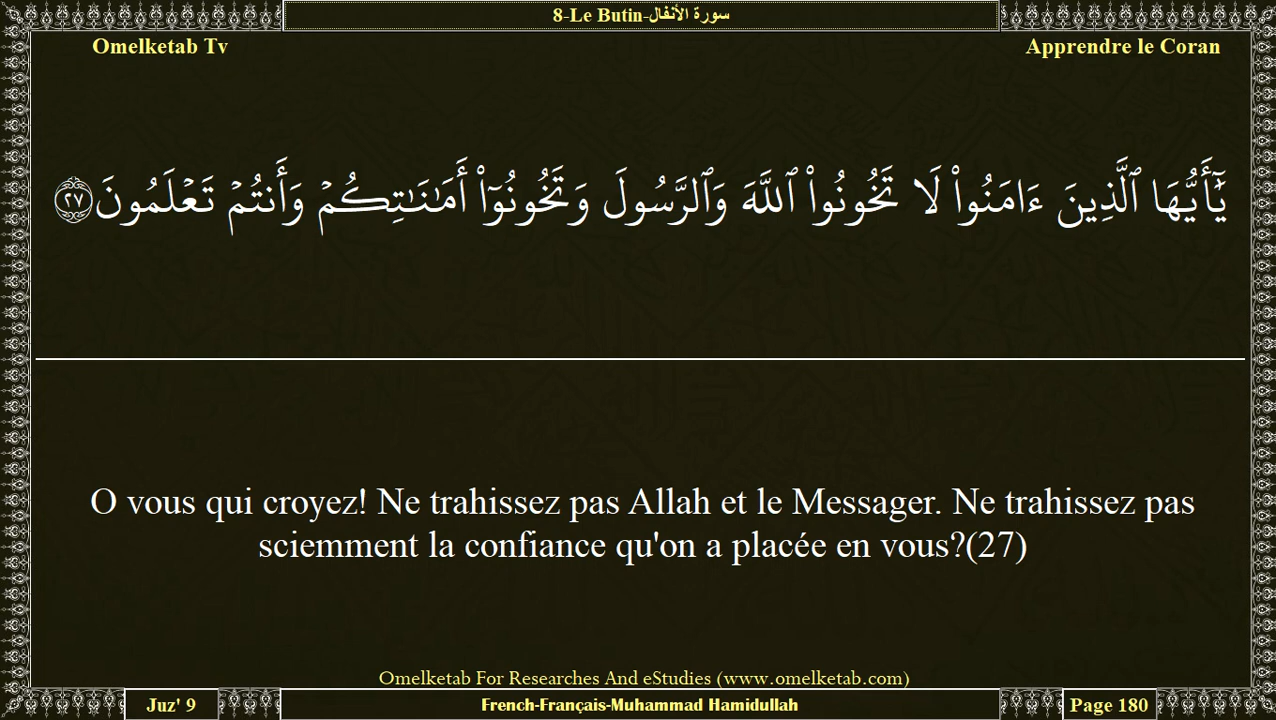 8-Le Butin-سورة الأنفال
Omelketab Tv
Apprendre le Coran
يَٰٓأَيُّهَا ٱلَّذِينَ ءَامَنُوا۟ لَا تَخُونُوا۟ ٱللَّهَ وَٱلرَّسُولَ وَتَخُونُوٓا۟ أَمَٰنَٰتِكُمْ وَأَنتُمْ تَعْلَمُونَ ٢٧
O vous qui croyez! Ne trahissez pas Allah et le Messager. Ne trahissez pas
sciemment la confiance qu'on a placée en vous?(27)
Omelketab For Researches And eStudies (www.omelketab.com)
Juz' 9
French-Français-Muhammad Hamidullah
Page 180